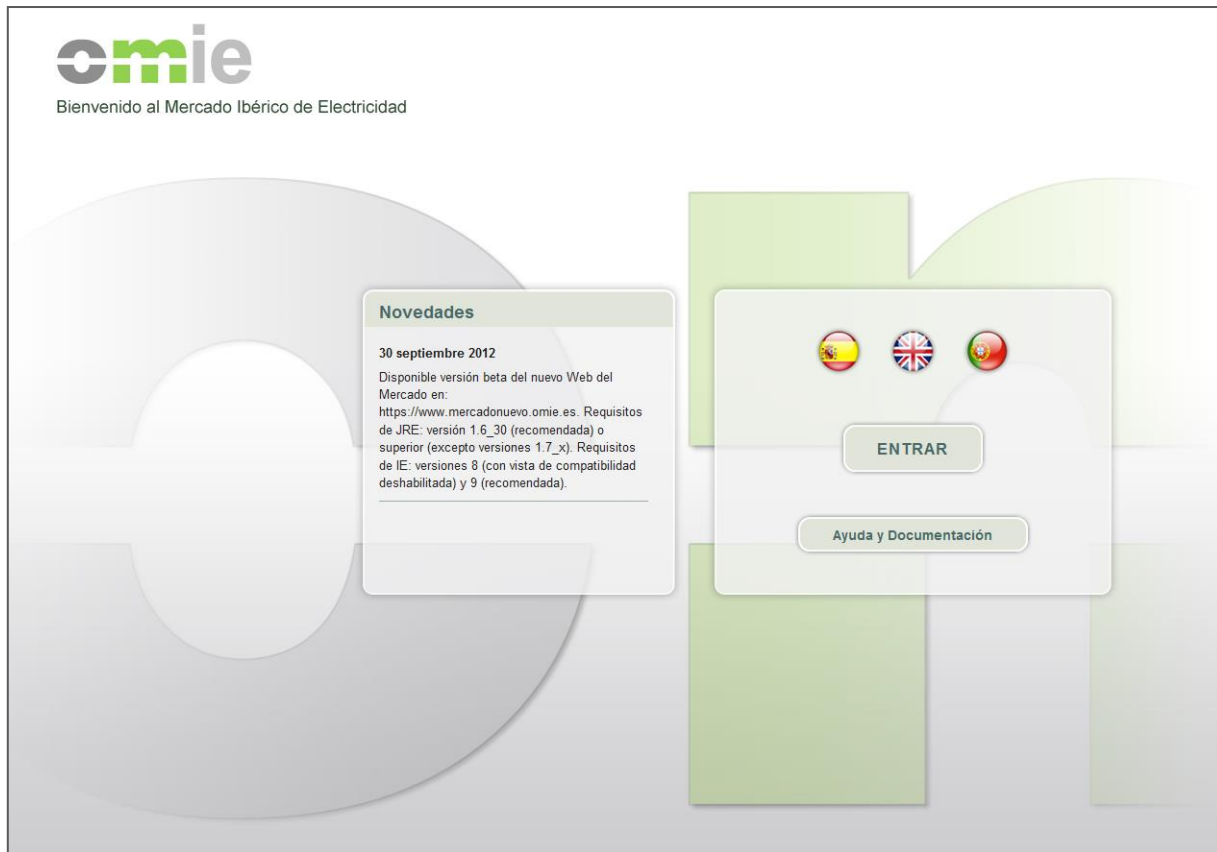 omie
Bienvenido al Mercado Ibérico de Electricidad
Novedades
30 septiembre 2012
Disponible versión beta del nuevo Web del
Mercado en:
https://www.mercadonuevo.omie.es. Requisitos
de JRE: versión 1.6_30 (recomendada) o
superior (excepto versiones 1.7_x). Requisitos
de IE: versiones 8 (con vista de compatibilidad
deshabilitada) y 9 (recomendada).
ENTRAR
Ayuda y Documentación